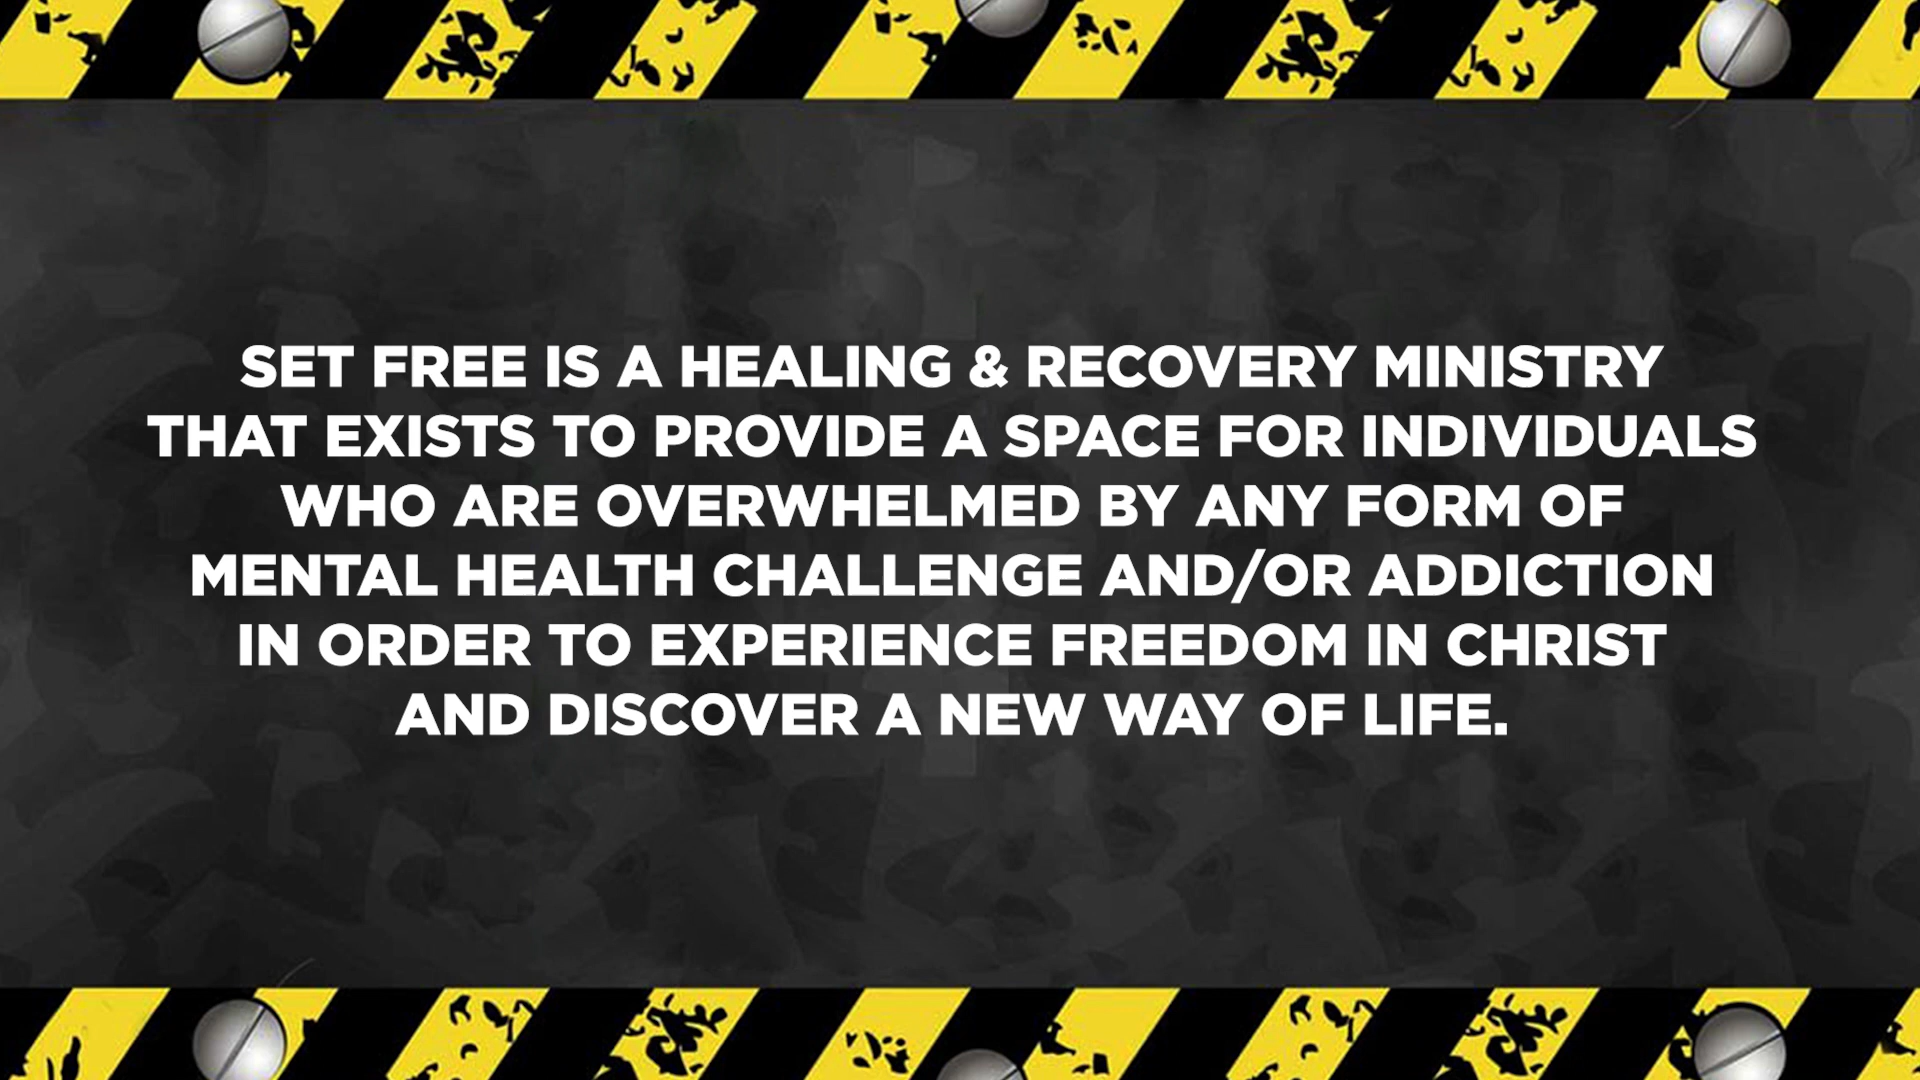 SET FREE IS A HEALING & RECOVERY MINISTRY
THAT EXISTS TO PROVIDE A SPACE FOR INDIVIDUALS
WHO ARE OVERWHELMED BY ANY FORM OF
MENTAL HEALTH CHALLENGE AND/OR ADDICTION
IN ORDER TO EXPERIENCE FREEDOM IN CHRIST
AND DISCOVER A NEW WAY OF LIFE.